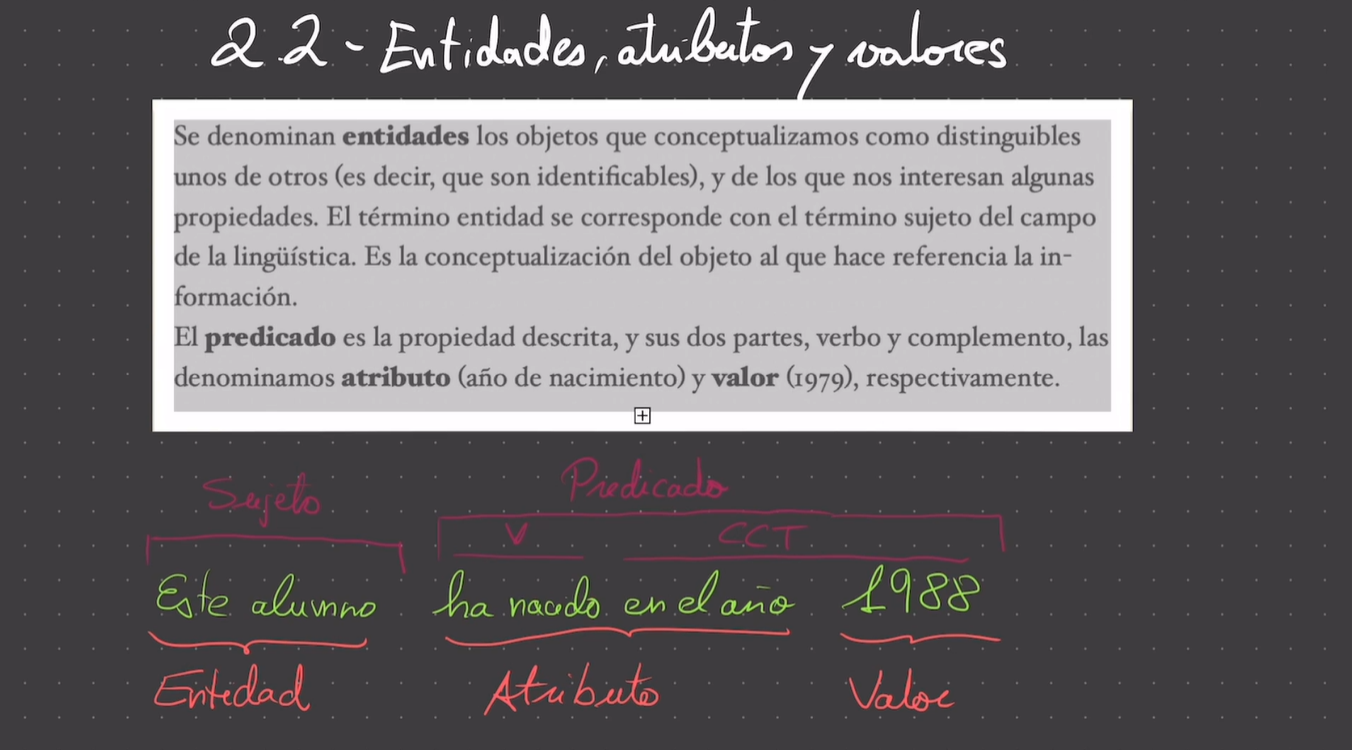 2.2 - Entidades, atributos y valores
Se denominan entidades los objetos que conceptualizamos como distinguibles
unos de otros (es decir, que son identificables), y de los que nos interesan algunas
propiedades. El término entidad se corresponde con el término sujeto del campo
de la lingüística. Es la conceptualización del objeto al que hace referencia la in-
formación.
El predicado es la propiedad descrita, y sus dos partes, verbo y complemento, las
denominamos atributo (año de nacimiento) y valor (1979), respectivamente.
Sujeto Predicado
V CCT
Este alumno ha nacido en el año 1988
Entidad Atributo Valor